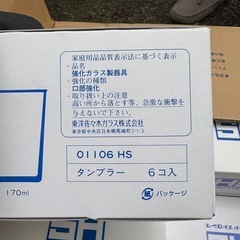 家庭用品品質表示法に基づく表示
・品名
強化ガラス製器具
・強化の種類
口部強化
・取り扱い上の注意
高い所から落とす等、急激な衝撃を
与えないで下さい。
東洋佐々木ガラス株式会社
東京都中央区日本橋馬喰町2-1-3
01106 HS
170ml
タンブラー 6コ入
紙 パッケージ